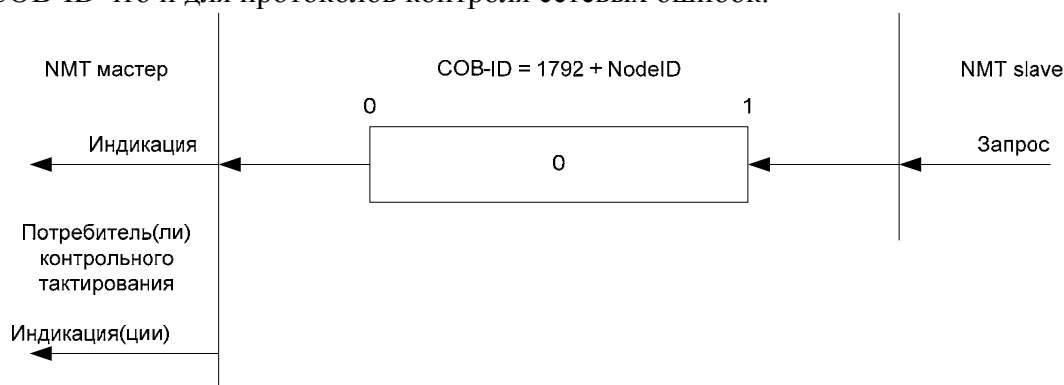 COB-ID что и для протоколов контроля сетевых ошибок.
NMT мастер
COB-ID = 1792 + NodeID
NMT slave
0
1
Индикация
0
Запрос
Потребитель(ли)
контрольного
тактирования
Индикация(ции)